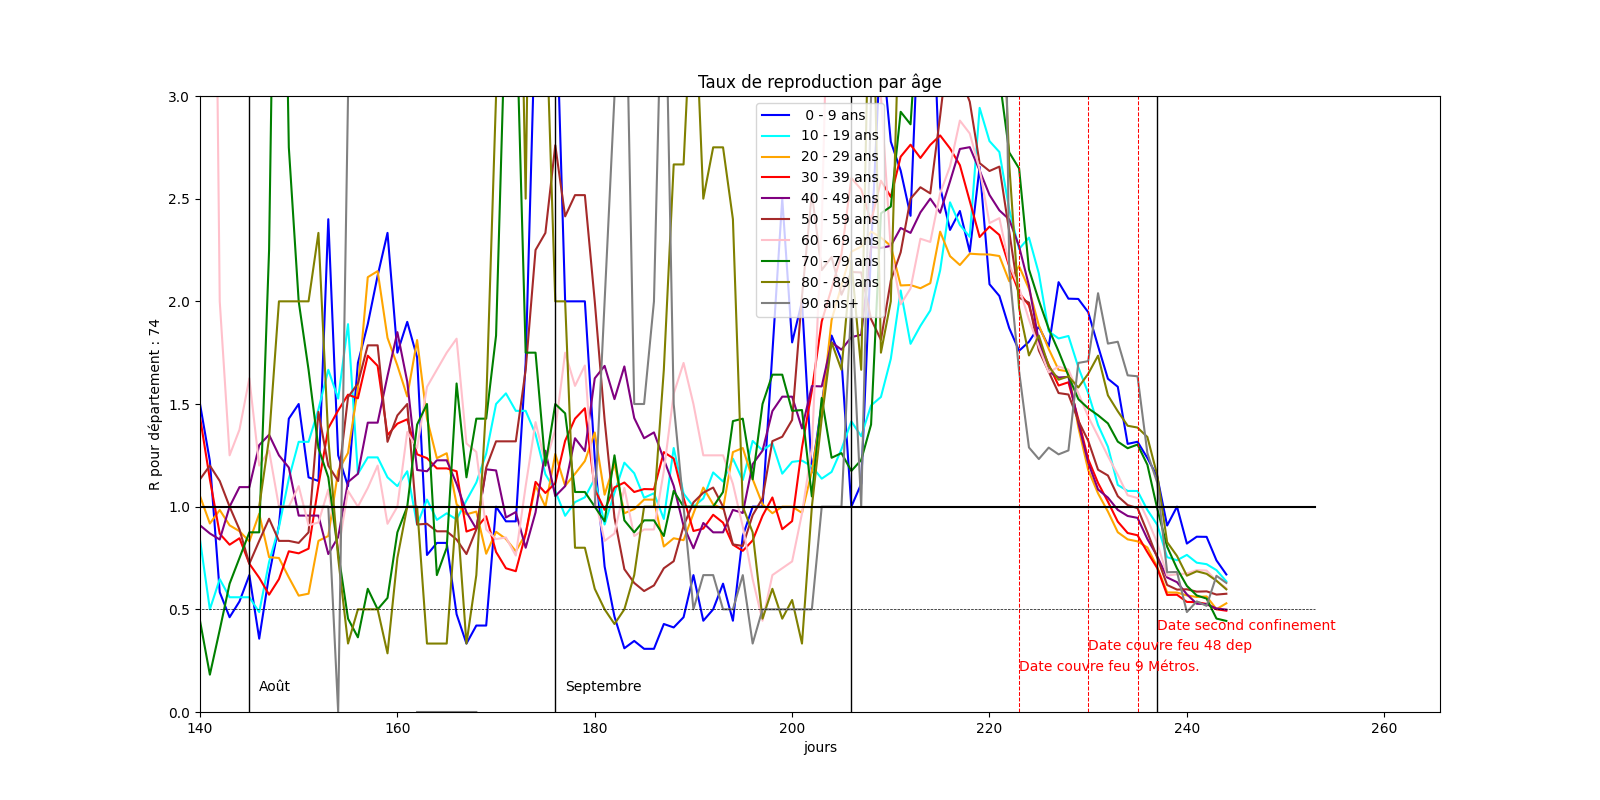 Taux de reproduction par âge
3.0
2.5
2.0
1.5
1.0
0.5
0.0
R pour département : 74
0 - 9 ans
10 - 19 ans
20 - 29 ans
30 - 39 ans
40 - 49 ans
50 - 59 ans
60 - 69 ans
70 - 79 ans
80 - 89 ans
90 ans+
Date second confinement
Date couvre feu 48 dep
Date couvre feu 9 Métros.
Août
Septembre
140
160
180
200
220
240
260
jours